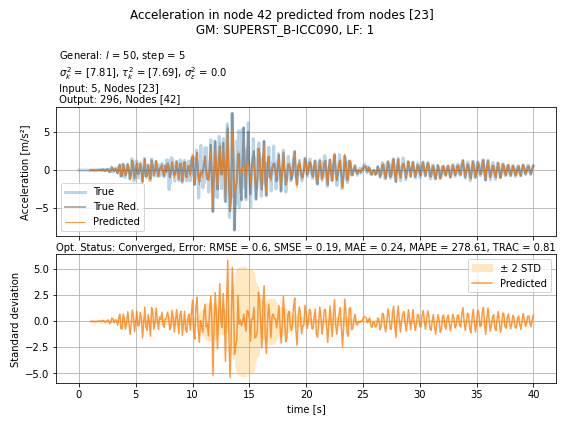 Acceleration in node 42 predicted from nodes [23]
GM: SUPERST_B-ICC090, LF: 1
General: l = 50, step = 5
σ²_k = [7.81], τ²_k = [7.69], σ²_ε = 0.0
Input: 5, Nodes [23]
Output: 296, Nodes [42]
Acceleration [m/s²]
5
0
−5
True
True Red.
Predicted
Opt. Status: Converged, Error: RMSE = 0.6, SMSE = 0.19, MAE = 0.24, MAPE = 278.61, TRAC = 0.81
Standard deviation
5.0
2.5
0.0
−2.5
−5.0
± 2 STD
Predicted
0 5 10 15 20 25 30 35 40
time [s]